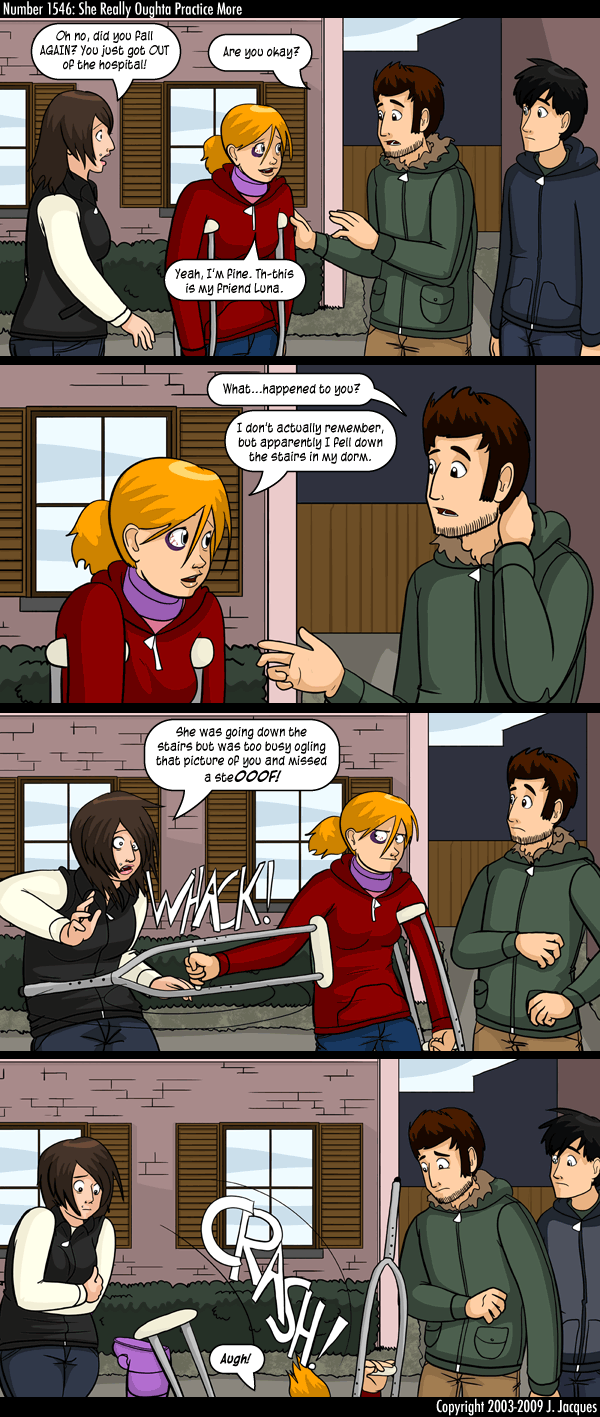 Number 1546: She Really Oughta Practice More
Oh no, did you fall
AGAIN? You just got OUT
of the hospital!
Are you okay?
Yeah, I'm fine. Th-this
is my friend Luna.
What...happened to you?
I don't actually remember,
but apparently I fell down
the stairs in my dorm.
She was going down the
stairs but was too busy ogling
that picture of you and missed
a steOOOF!
WHACK!
CRASH!
Augh!
Copyright 2003-2009 J. Jacques